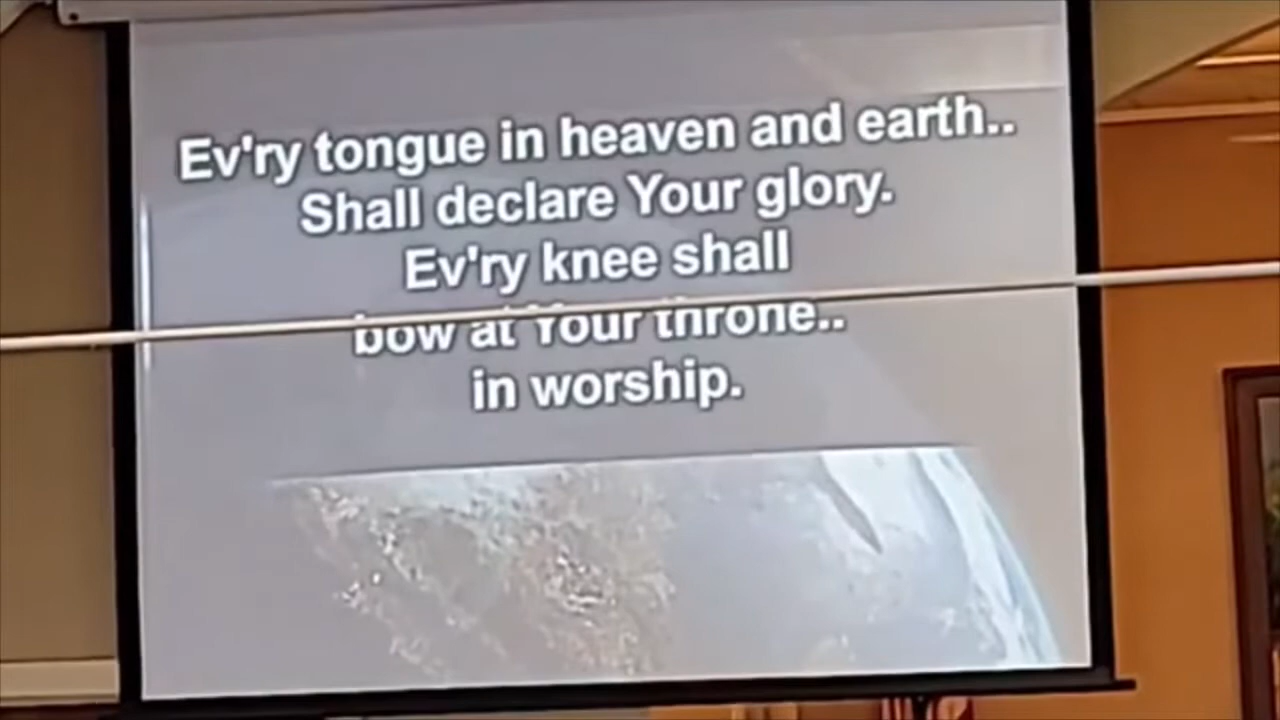 Ev'ry tongue in heaven and earth..
Shall declare Your glory.
Ev'ry knee shall
bow at Your throne..
in worship.